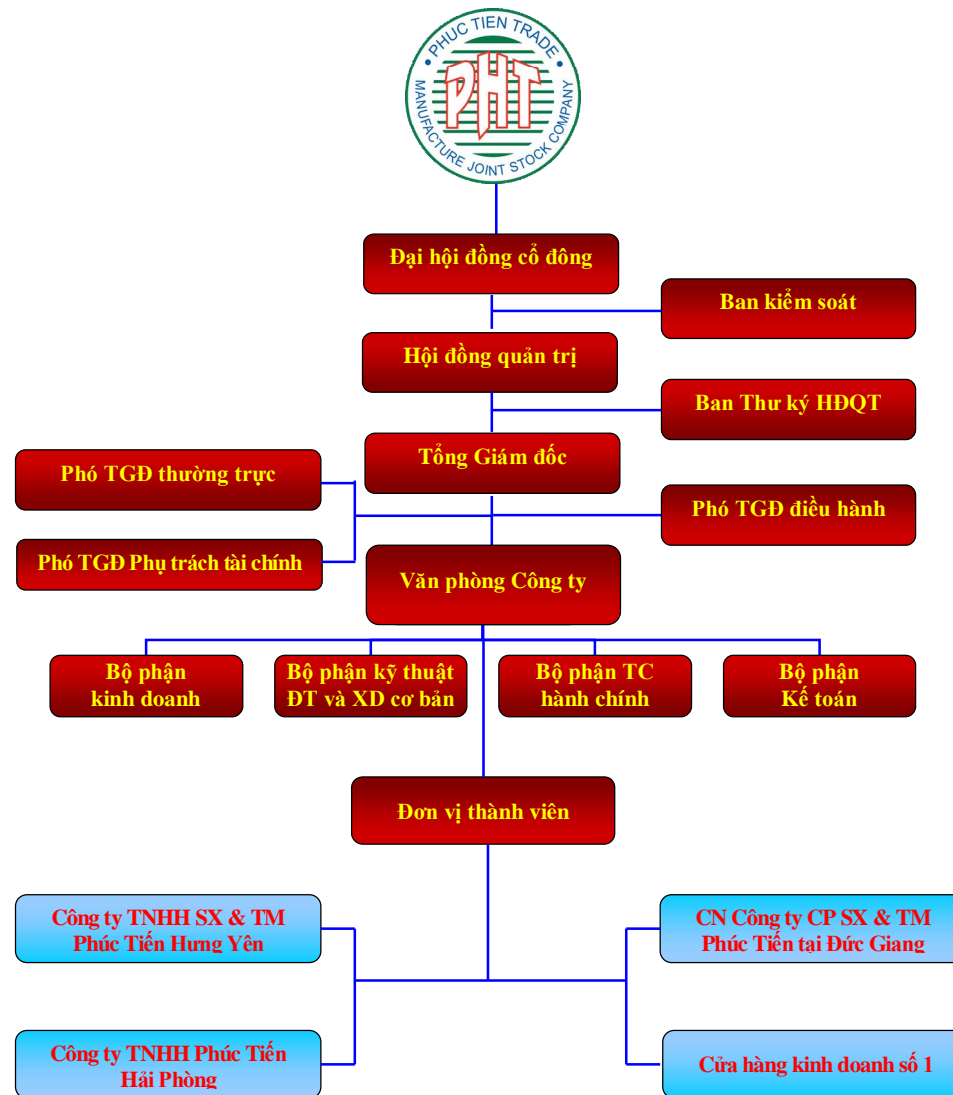 PHUC TIEN TRADE
MANUFACTURE JOINT STOCK COMPANY
PHT
Đại hội đồng cổ đông
Ban kiểm soát
Hội đồng quản trị
Ban Thư ký HĐQT
Tổng Giám đốc
Phó TGĐ thường trực
Phó TGĐ điều hành
Phó TGĐ Phụ trách tài chính
Văn phòng Công ty
Bộ phận
kinh doanh
Bộ phận kỹ thuật
ĐT và XD cơ bản
Bộ phận TC
hành chính
Bộ phận
Kế toán
Đơn vị thành viên
Công ty TNHH SX & TM
Phúc Tiến Hưng Yên
CN Công ty CP SX & TM
Phúc Tiến tại Đức Giang
Công ty TNHH Phúc Tiến
Hải Phòng
Cửa hàng kinh doanh số 1